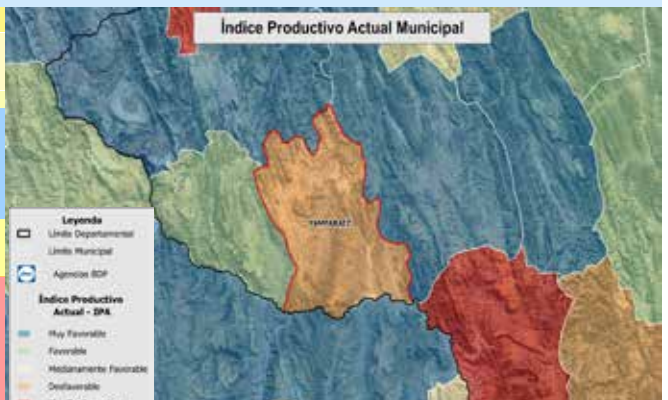 Índice Productivo Actual Municipal
YAMPARAEZ
Leyenda
Límite Departamental
Límite Municipal
Agencias BDP
Índice Productivo
Actual - IPA
Muy Favorable
Favorable
Medianamente Favorable
Desfavorable